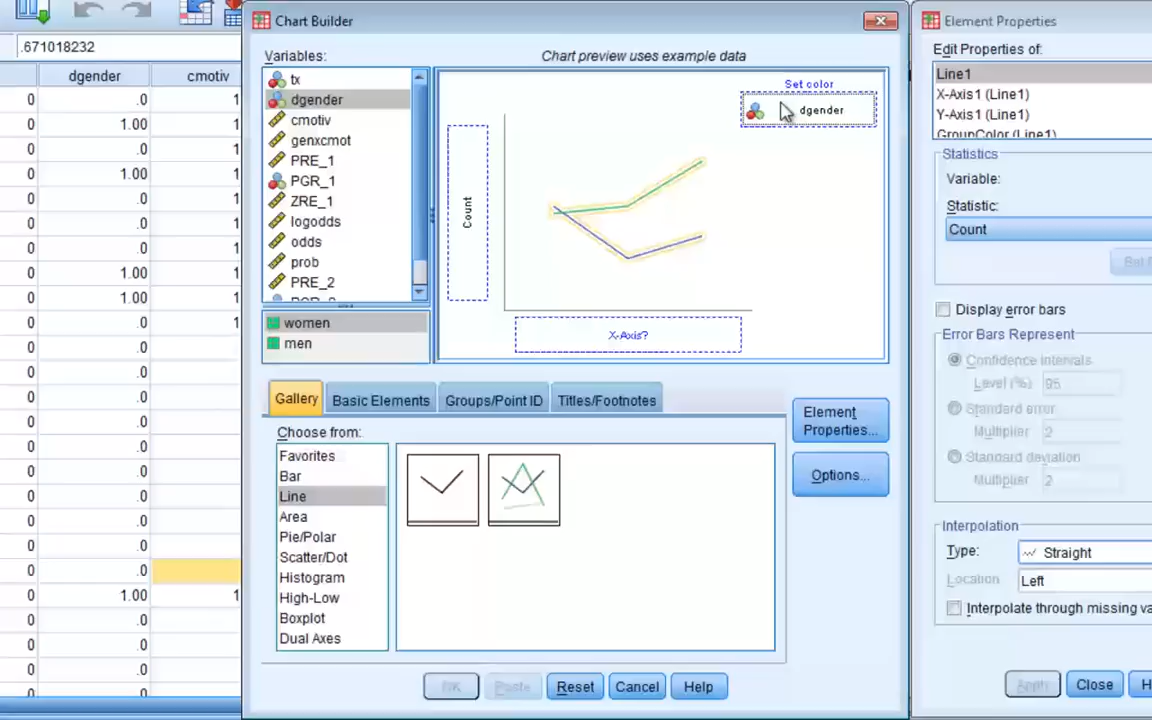 Chart Builder
Element Properties
.671018232
Variables:
Chart preview uses example data
Edit Properties of:
dgender
cmotiv
0 .0 1
0 1.00 1
0 .0 1
0 1.00 1
0 .0 1
0 .0 1
0 .0 1
0 1.00 1
0 1.00 1
0 .0 1
0 .0
0 .0
0 .0
0 .0
0 .0
0 .0
0 .0
0 .0
0 .0
0 .0
0 1.00 1
0 .0
0 .0
0 .0
0 .0
tx
dgender
cmotiv
genxcmot
PRE_1
PGR_1
ZRE_1
logodds
odds
prob
PRE_2
PGR_2
women
men
Set color
dgender
Count
X-Axis?
Gallery
Basic Elements
Groups/Point ID
Titles/Footnotes
Choose from:
Favorites
Bar
Line
Area
Pie/Polar
Scatter/Dot
Histogram
High-Low
Boxplot
Dual Axes
Element
Properties...
Options...
OK
Paste
Reset
Cancel
Help
Line1
X-Axis1 (Line1)
Y-Axis1 (Line1)
GroupColor (Line1)
Statistics
Variable:
Statistic:
Count
Display error bars
Error Bars Represent
Confidence intervals
Level (%) 95
Standard error
Multiplier 2
Standard deviation
Multiplier 2
Interpolation
Type: Straight
Location: Left
Interpolate through missing va
Apply
Close
H